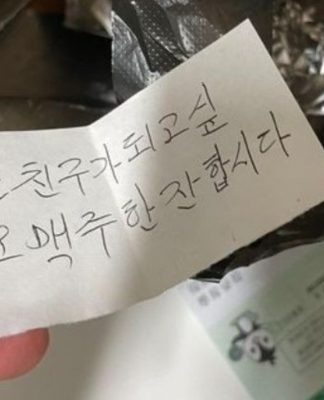 친구가 되고 싶
맥주 한 잔 합시다